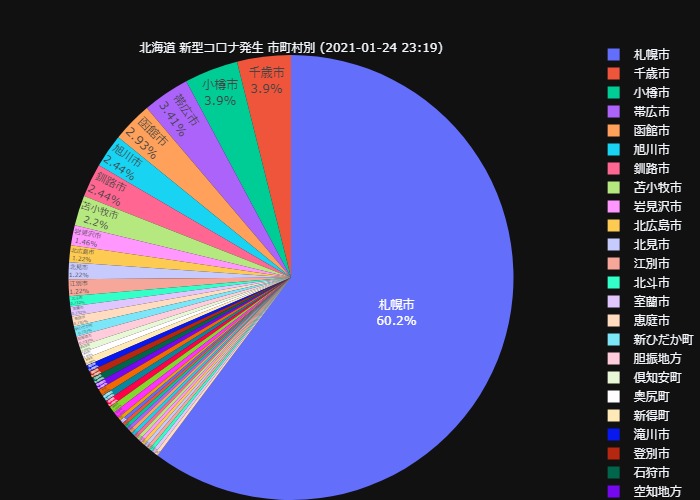 北海道 新型コロナ発生 市町村別 (2021-01-24 23:19)
札幌市
60.2%
千歳市
3.9%
小樽市
3.9%
帯広市
3.41%
函館市
2.93%
旭川市
2.44%
釧路市
2.44%
苫小牧市
2.2%
岩見沢市
1.46%
北広島市
1.22%
北見市
1.22%
江別市
1.22%
札幌市
千歳市
小樽市
帯広市
函館市
旭川市
釧路市
苫小牧市
岩見沢市
北広島市
北見市
江別市
北斗市
室蘭市
恵庭市
新ひだか町
胆振地方
倶知安町
奥尻町
新得町
滝川市
登別市
石狩市
空知地方